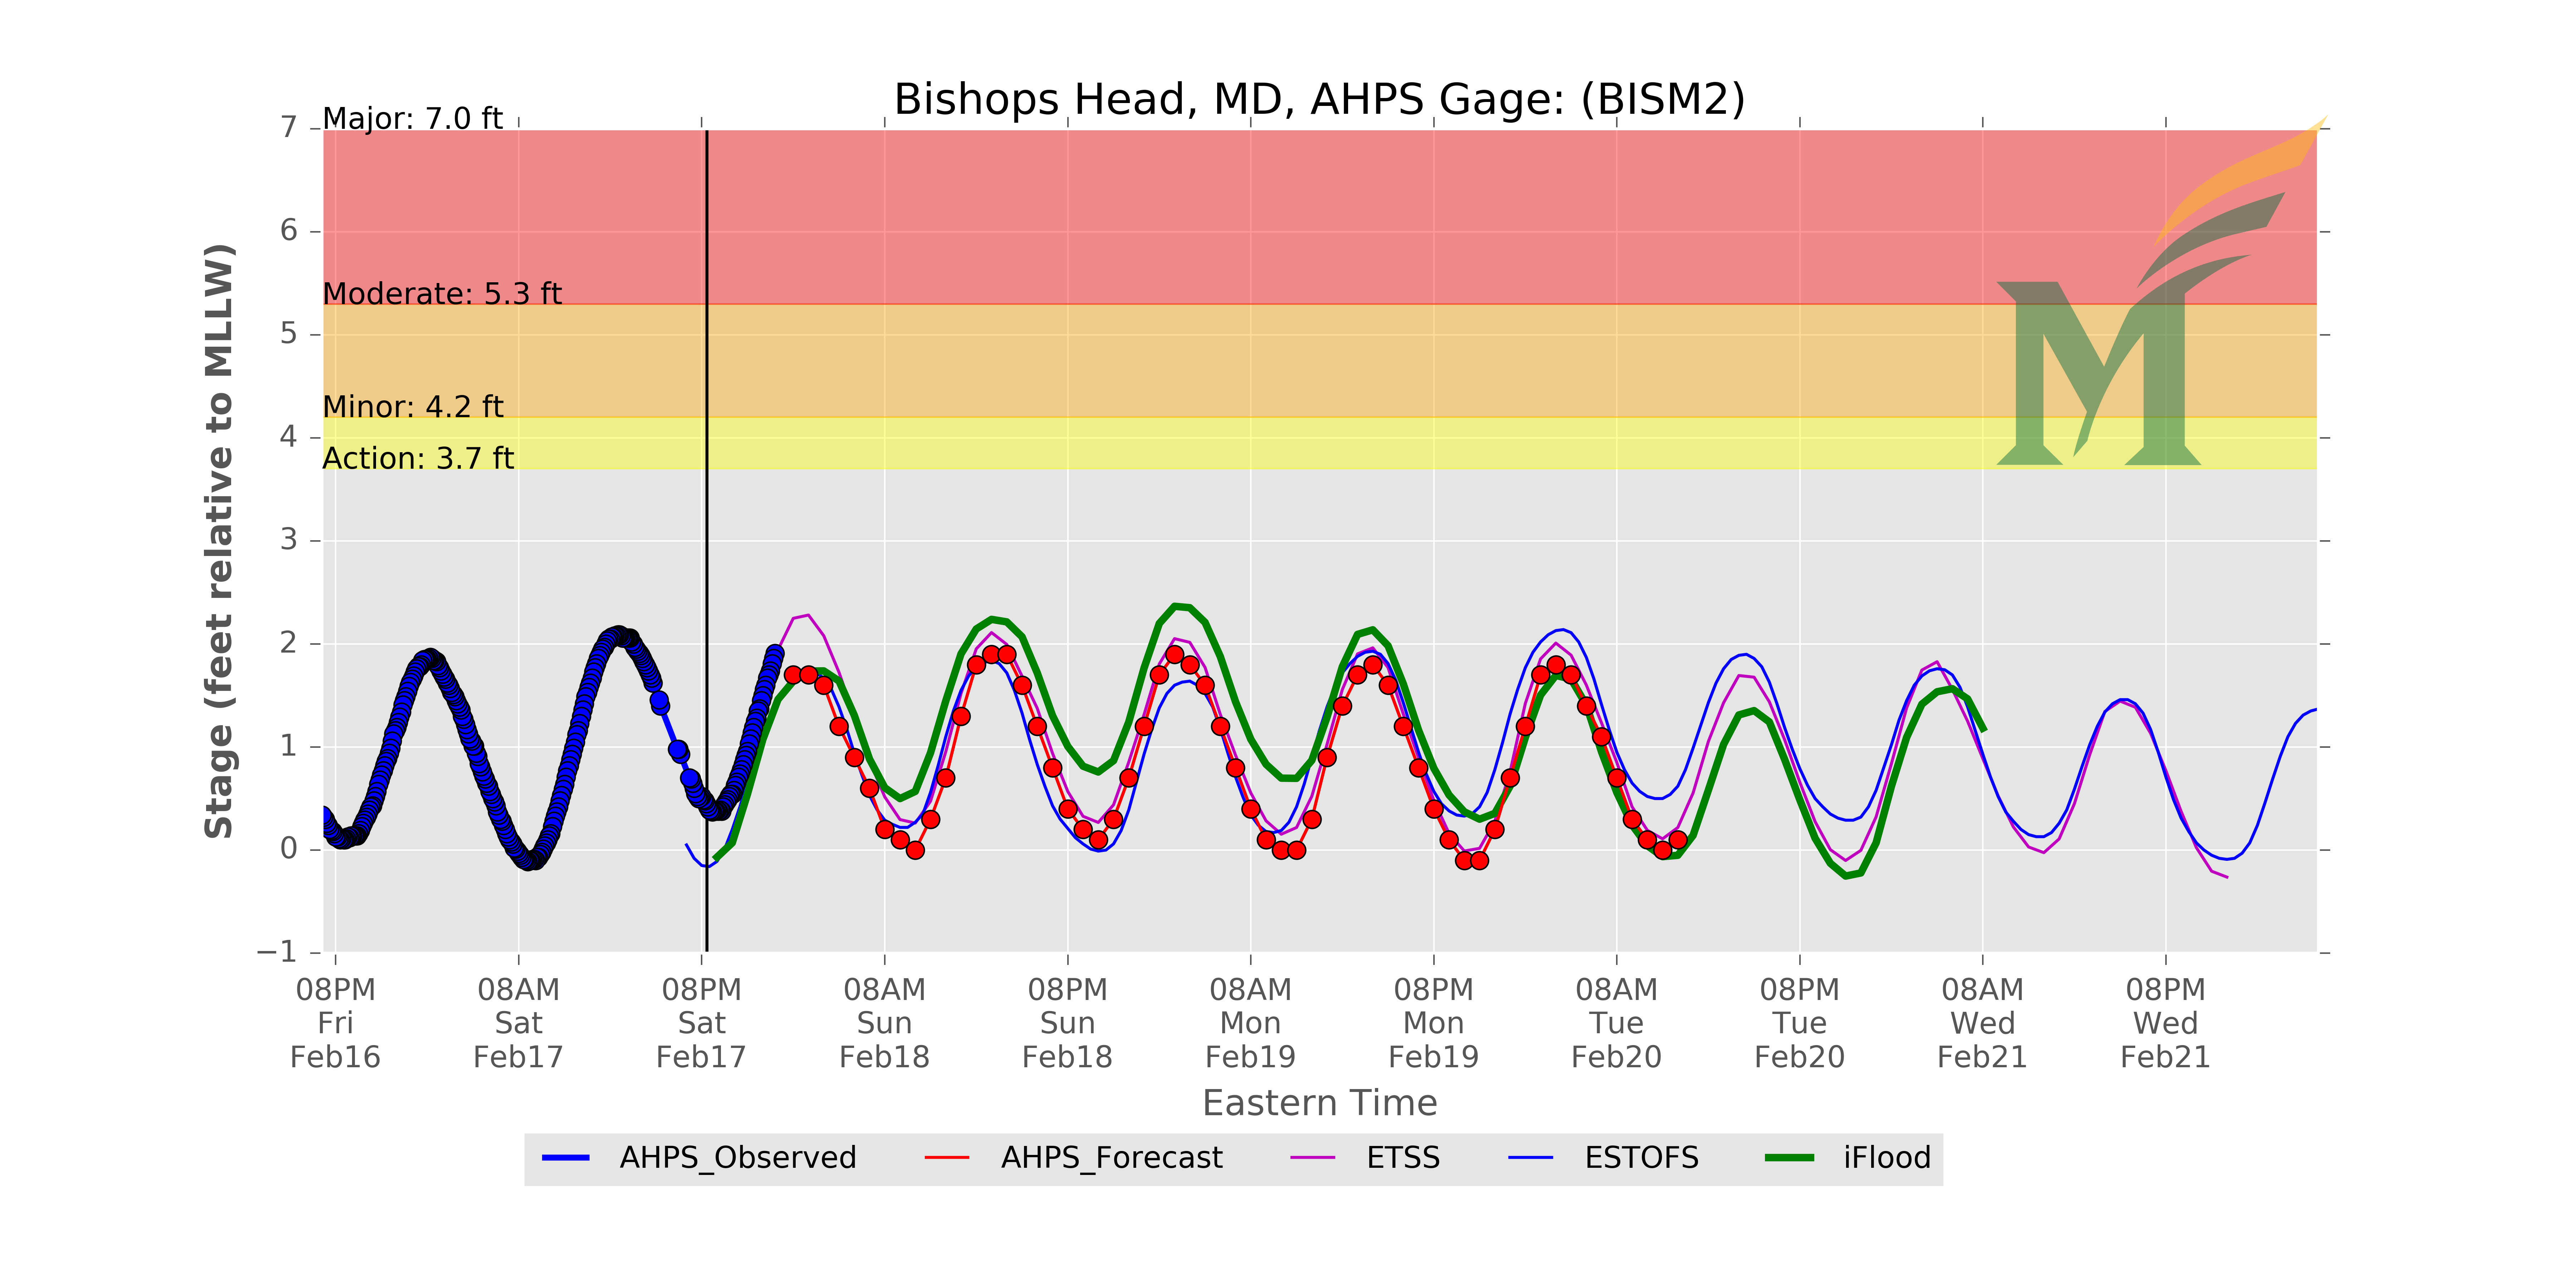 Bishops Head, MD, AHPS Gage: (BISM2)
Major: 7.0 ft
Moderate: 5.3 ft
Minor: 4.2 ft
Action: 3.7 ft
Stage (feet relative to MLLW)
7
6
5
4
3
2
1
0
−1
08PM Fri Feb16
08AM Sat Feb17
08PM Sat Feb17
08AM Sun Feb18
08PM Sun Feb18
08AM Mon Feb19
08PM Mon Feb19
08AM Tue Feb20
08PM Tue Feb20
08AM Wed Feb21
08PM Wed Feb21
Eastern Time
AHPS_Observed
AHPS_Forecast
ETSS
ESTOFS
iFlood
M